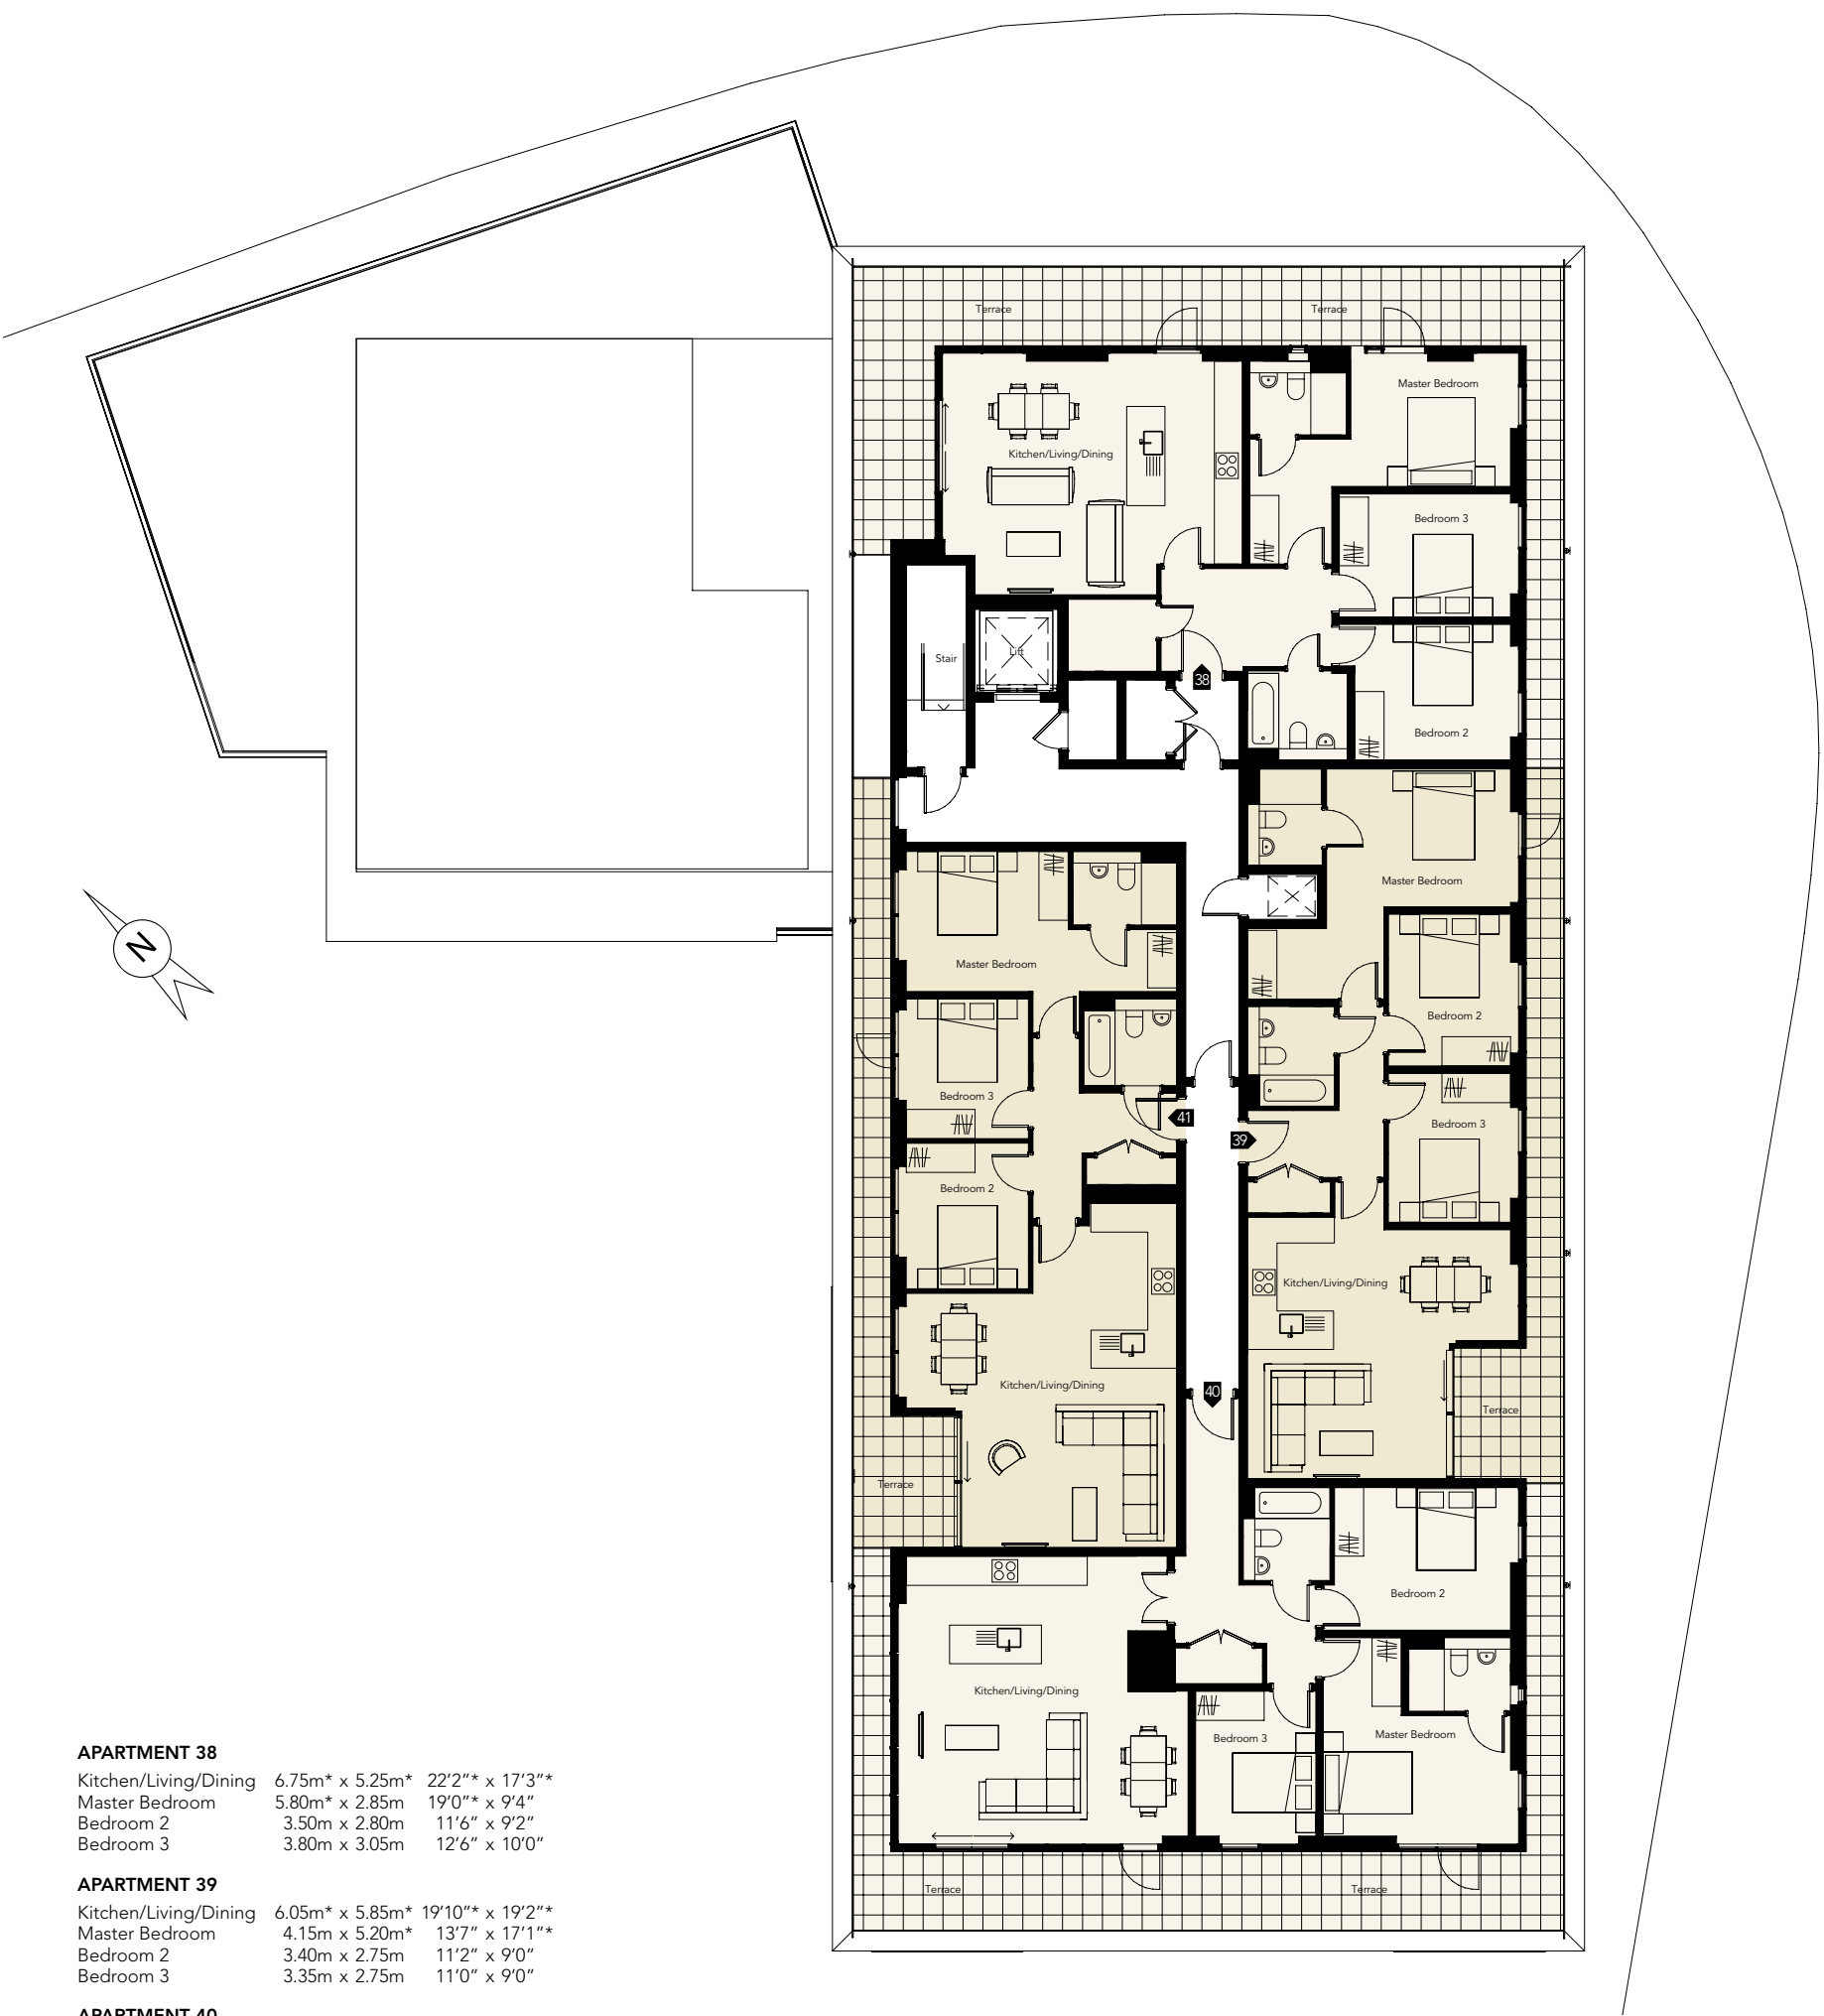 Terrace Terrace
Master Bedroom
Kitchen/Living/Dining
Bedroom 3
Lift
Stair
38
Bedroom 2
Master Bedroom
Master Bedroom
N
Bedroom 2
Bedroom 3
41
Bedroom 3
39
Bedroom 2
Kitchen/Living/Dining
Kitchen/Living/Dining
40
Terrace
Terrace
Bedroom 2
Kitchen/Living/Dining
Master Bedroom
Bedroom 3
Terrace Terrace
APARTMENT 38
Kitchen/Living/Dining 6.75m* x 5.25m* 22'2"* x 17'3"*
Master Bedroom 5.80m* x 2.85m 19'0"* x 9'4"
Bedroom 2 3.50m x 2.80m 11'6" x 9'2"
Bedroom 3 3.80m x 3.05m 12'6" x 10'0"
APARTMENT 39
Kitchen/Living/Dining 6.05m* x 5.85m* 19'10"* x 19'2"*
Master Bedroom 4.15m x 5.20m* 13'7" x 17'1"*
Bedroom 2 3.40m x 2.75m 11'2" x 9'0"
Bedroom 3 3.35m x 2.75m 11'0" x 9'0"
APARTMENT 40